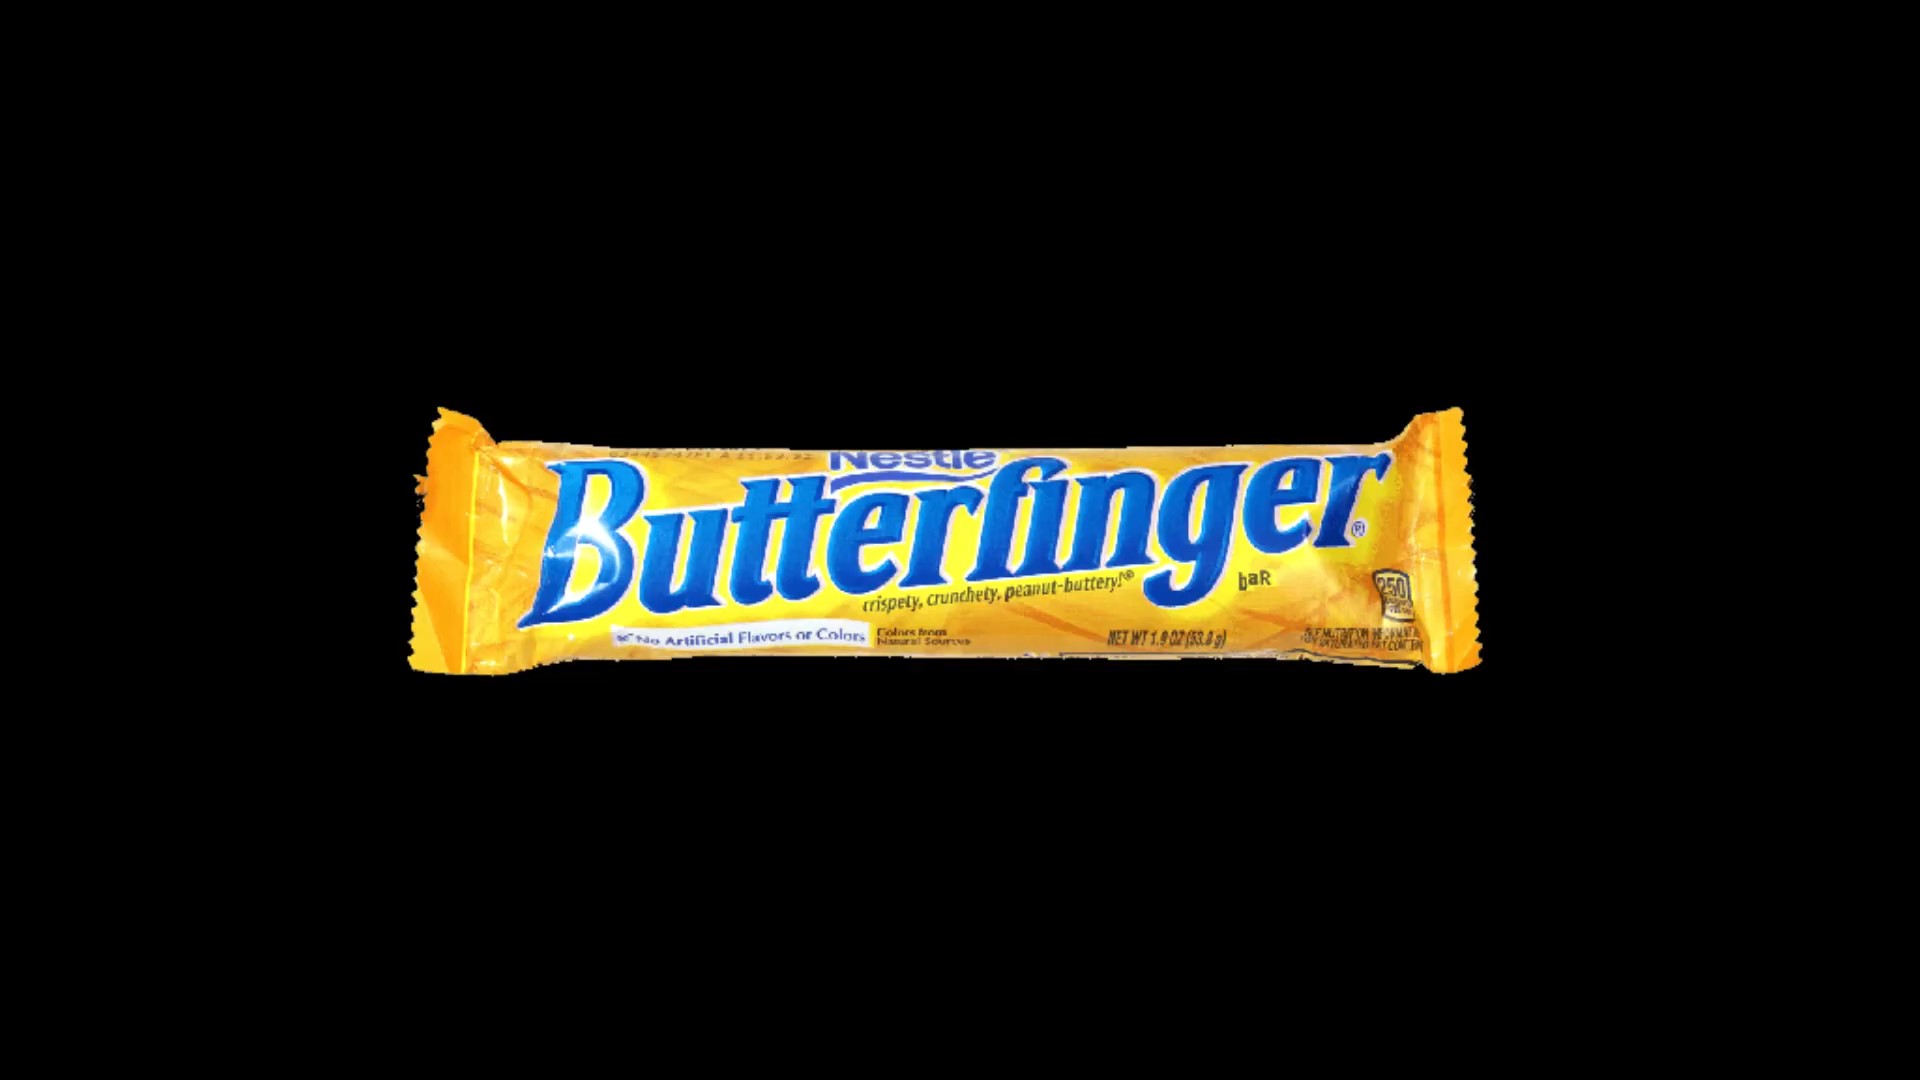 Nestle
Butterfinger®
crispety, crunchety, peanut-buttery!®
baR
250
No Artificial Flavors or Colors
Colors from
Natural Sources
NET WT 1.9 OZ (53.8 g)